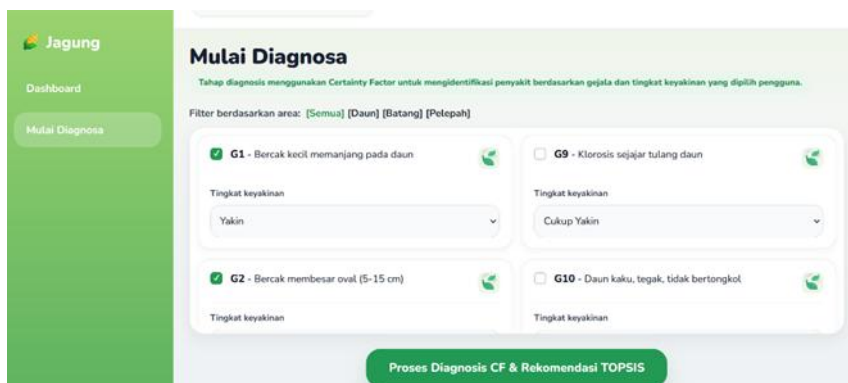 Jagung
Dashboard
Mulai Diagnosa
Mulai Diagnosa
Tahap diagnosis menggunakan Certainty Factor untuk mengidentifikasi penyakit berdasarkan gejala dan tingkat keyakinan yang dipilih pengguna.
Filter berdasarkan area: [Semua] [Daun] [Batang] [Pelepah]
G1 - Bercak kecil memanjang pada daun
Tingkat keyakinan
Yakin
G9 - Klorosis sejajar tulang daun
Tingkat keyakinan
Cukup Yakin
G2 - Bercak membesar oval (5-15 cm)
Tingkat keyakinan
G10 - Daun kaku, tegak, tidak bertongkol
Tingkat keyakinan
Proses Diagnosis CF & Rekomendasi TOPSIS